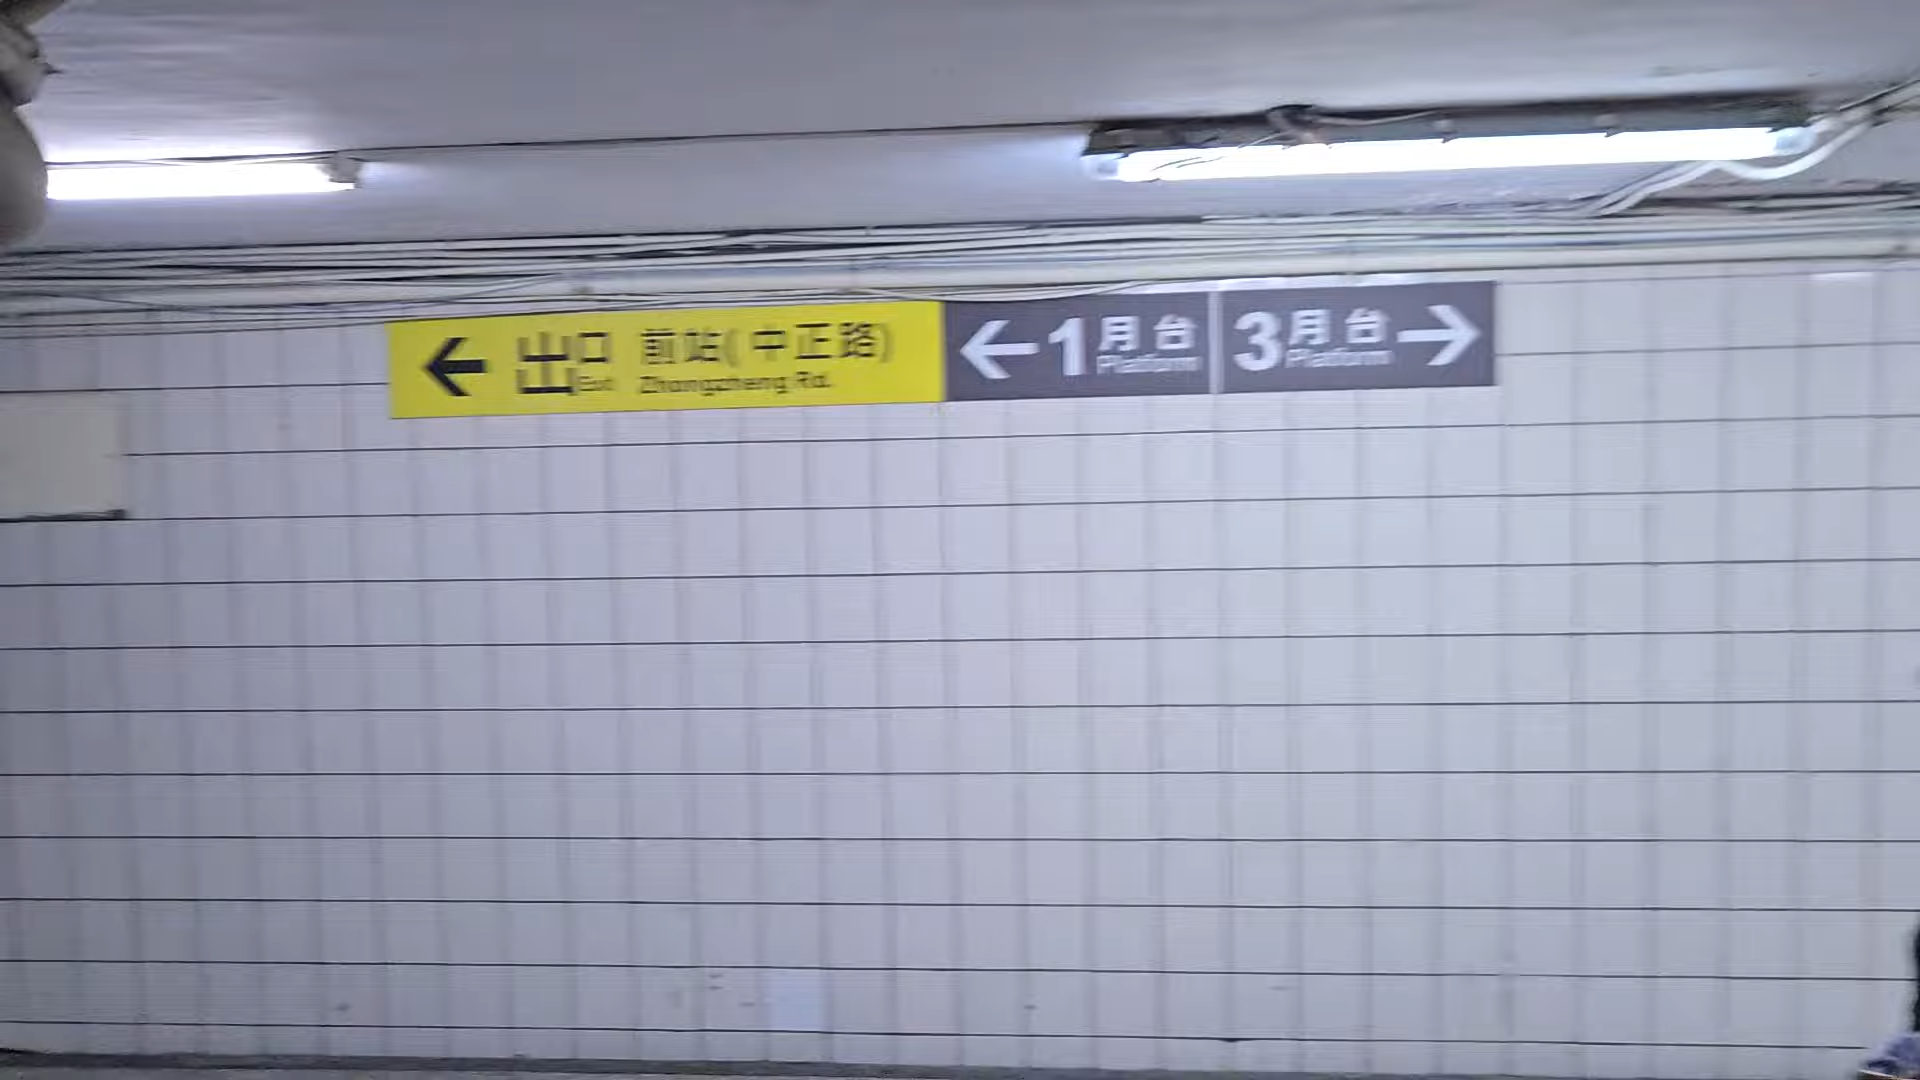 出口 前站(中正路)
Exit Zhongzheng Rd.
1月台
Platform
3月台
Platform